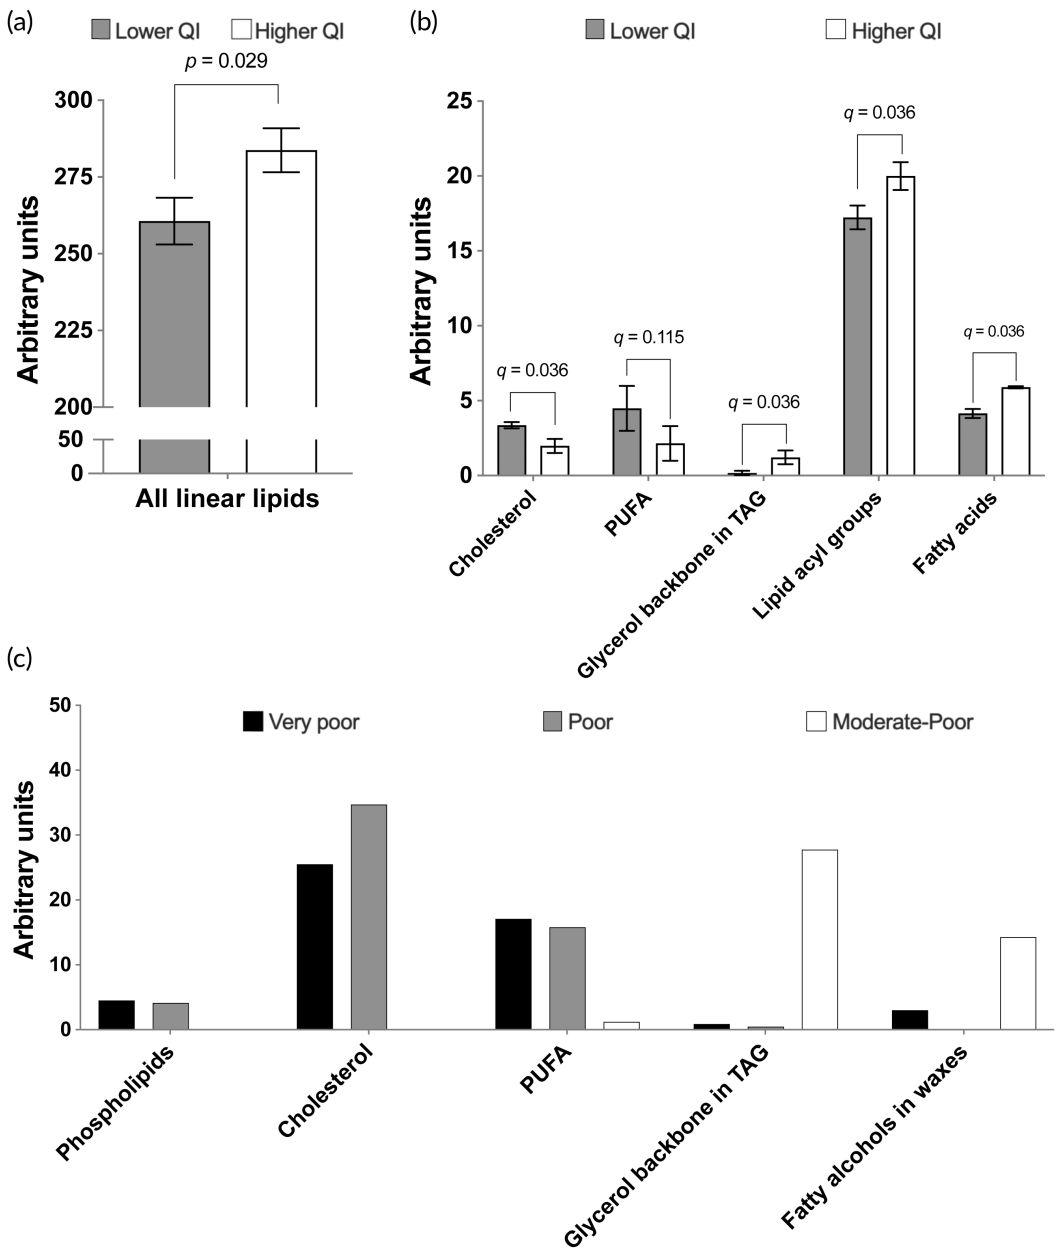 (a)
Lower QI Higher QI
p = 0.029
300
275
250
225
200
50
0
Arbitrary units
All linear lipids
(b)
Lower QI Higher QI
25
20
15
10
5
0
Arbitrary units
q = 0.036
q = 0.115
q = 0.036
q = 0.036
q = 0.036
Cholesterol
PUFA
Glycerol backbone in TAG
Lipid acyl groups
Fatty acids
(c)
Very poor Poor Moderate-Poor
50
40
30
20
10
0
Arbitrary units
Phospholipids
Cholesterol
PUFA
Glycerol backbone in TAG
Fatty alcohols in waxes